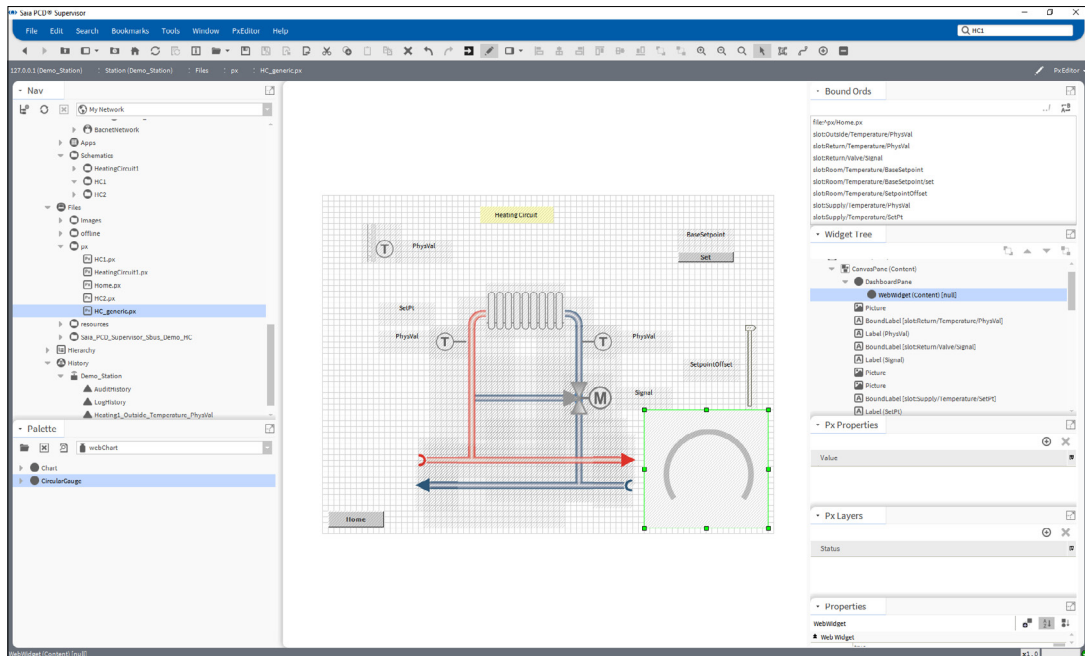 Saia PCD® Supervisor
File Edit Search Bookmarks Tools Window PxEditor Help
HC1
127.0.0.1 (Demo_Station) : Station (Demo_Station) : Files : px : HC_generic.px
PxEditor
Nav
My Network
BacnetNetwork
Apps
Schematics
HeatingCircuit1
HC1
HC2
Files
Images
offline
px
HC1.px
HeatingCircuit1.px
Home.px
HC2.px
HC_generic.px
resources
Saia_PCD_Supervisor_Sbus_Demo_HC
Hierarchy
History
Demo_Station
AuditHistory
LogHistory
Heating1_Outside_Temperature_PhysVal
Palette
webChart
Chart
CircularGauge
Heating Circuit
T
PhysVal
BaseSetpoint
Set
SetPt
PhysVal
T
T
PhysVal
SetpointOffset
Signal
M
Home
Bound Ords
file:^px/Home.px
slot:Outside/Temperature/PhysVal
slot:Return/Temperature/PhysVal
slot:Return/Valve/Signal
slot:Room/Temperature/BaseSetpoint
slot:Room/Temperature/BaseSetpoint/set
slot:Room/Temperature/SetpointOffset
slot:Supply/Temperature/PhysVal
slot:Supply/Temperature/SetPt
Widget Tree
CanvasPane (Content)
DashboardPane
WebWidget (Content) [null]
Picture
BoundLabel [slot:Return/Temperature/PhysVal]
Label (PhysVal)
BoundLabel [slot:Return/Valve/Signal]
Label (Signal)
Picture
Picture
BoundLabel [slot:Supply/Temperature/SetPt]
Label (SetPt)
Px Properties
Value
Px Layers
Status
Properties
WebWidget
Web Widget
WebWidget (Content) [null]
x1.0